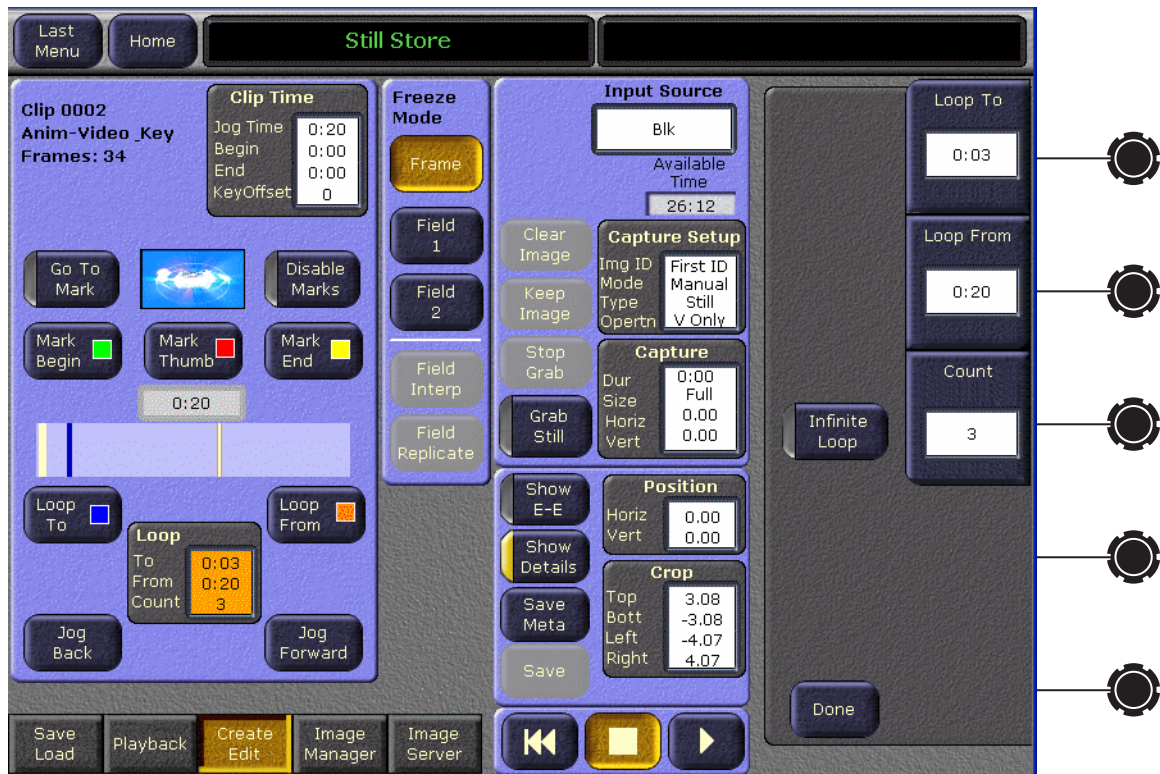 Last
Menu
Home
Still Store
Clip 0002
Anim-Video _Key
Frames: 34
Clip Time
Jog Time 0:20
Begin 0:00
End 0:00
KeyOffset 0
Go To
Mark
Disable
Marks
Mark
Begin
Mark
Thumb
Mark
End
0:20
Loop
To
Loop
From
Loop
To 0:03
From 0:20
Count 3
Jog
Back
Jog
Forward
Freeze
Mode
Frame
Field
1
Field
2
Field
Interp
Field
Replicate
Input Source
Blk
Available
Time
26:12
Clear
Image
Keep
Image
Stop
Grab
Grab
Still
Capture Setup
Img ID First ID
Mode Manual
Type Still
Opertn V Only
Capture
Dur 0:00
Size Full
Horiz 0.00
Vert 0.00
Show
E-E
Show
Details
Save
Meta
Save
Position
Horiz 0.00
Vert 0.00
Crop
Top 3.08
Bott -3.08
Left -4.07
Right 4.07
Infinite
Loop
Done
Loop To
0:03
Loop From
0:20
Count
3
Save
Load
Playback
Create
Edit
Image
Manager
Image
Server